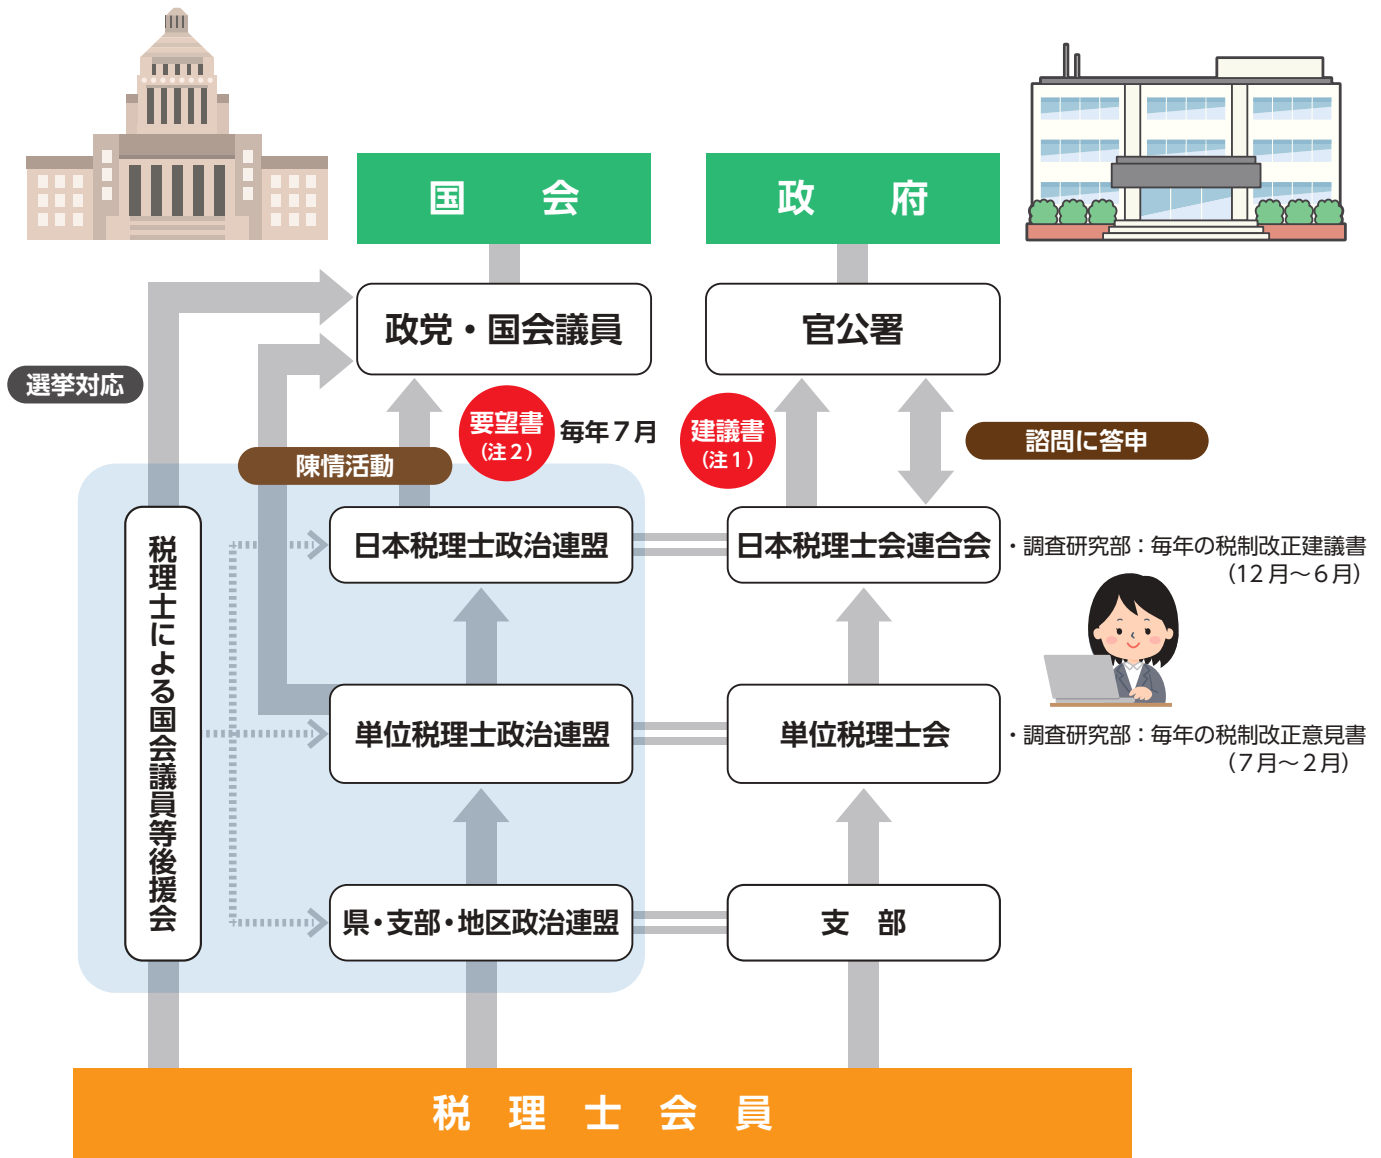 国　会
政　府
政党・国会議員
官公署
選挙対応
要望書
（注２）
毎年７月
建議書
（注１）
諮問に答申
陳情活動
税理士による国会議員等後援会
日本税理士政治連盟
日本税理士会連合会
・調査研究部：毎年の税制改正建議書
（12月～６月）
単位税理士政治連盟
単位税理士会
・調査研究部：毎年の税制改正意見書
（７月～２月）
県・支部・地区政治連盟
支　部
税　理　士　会　員